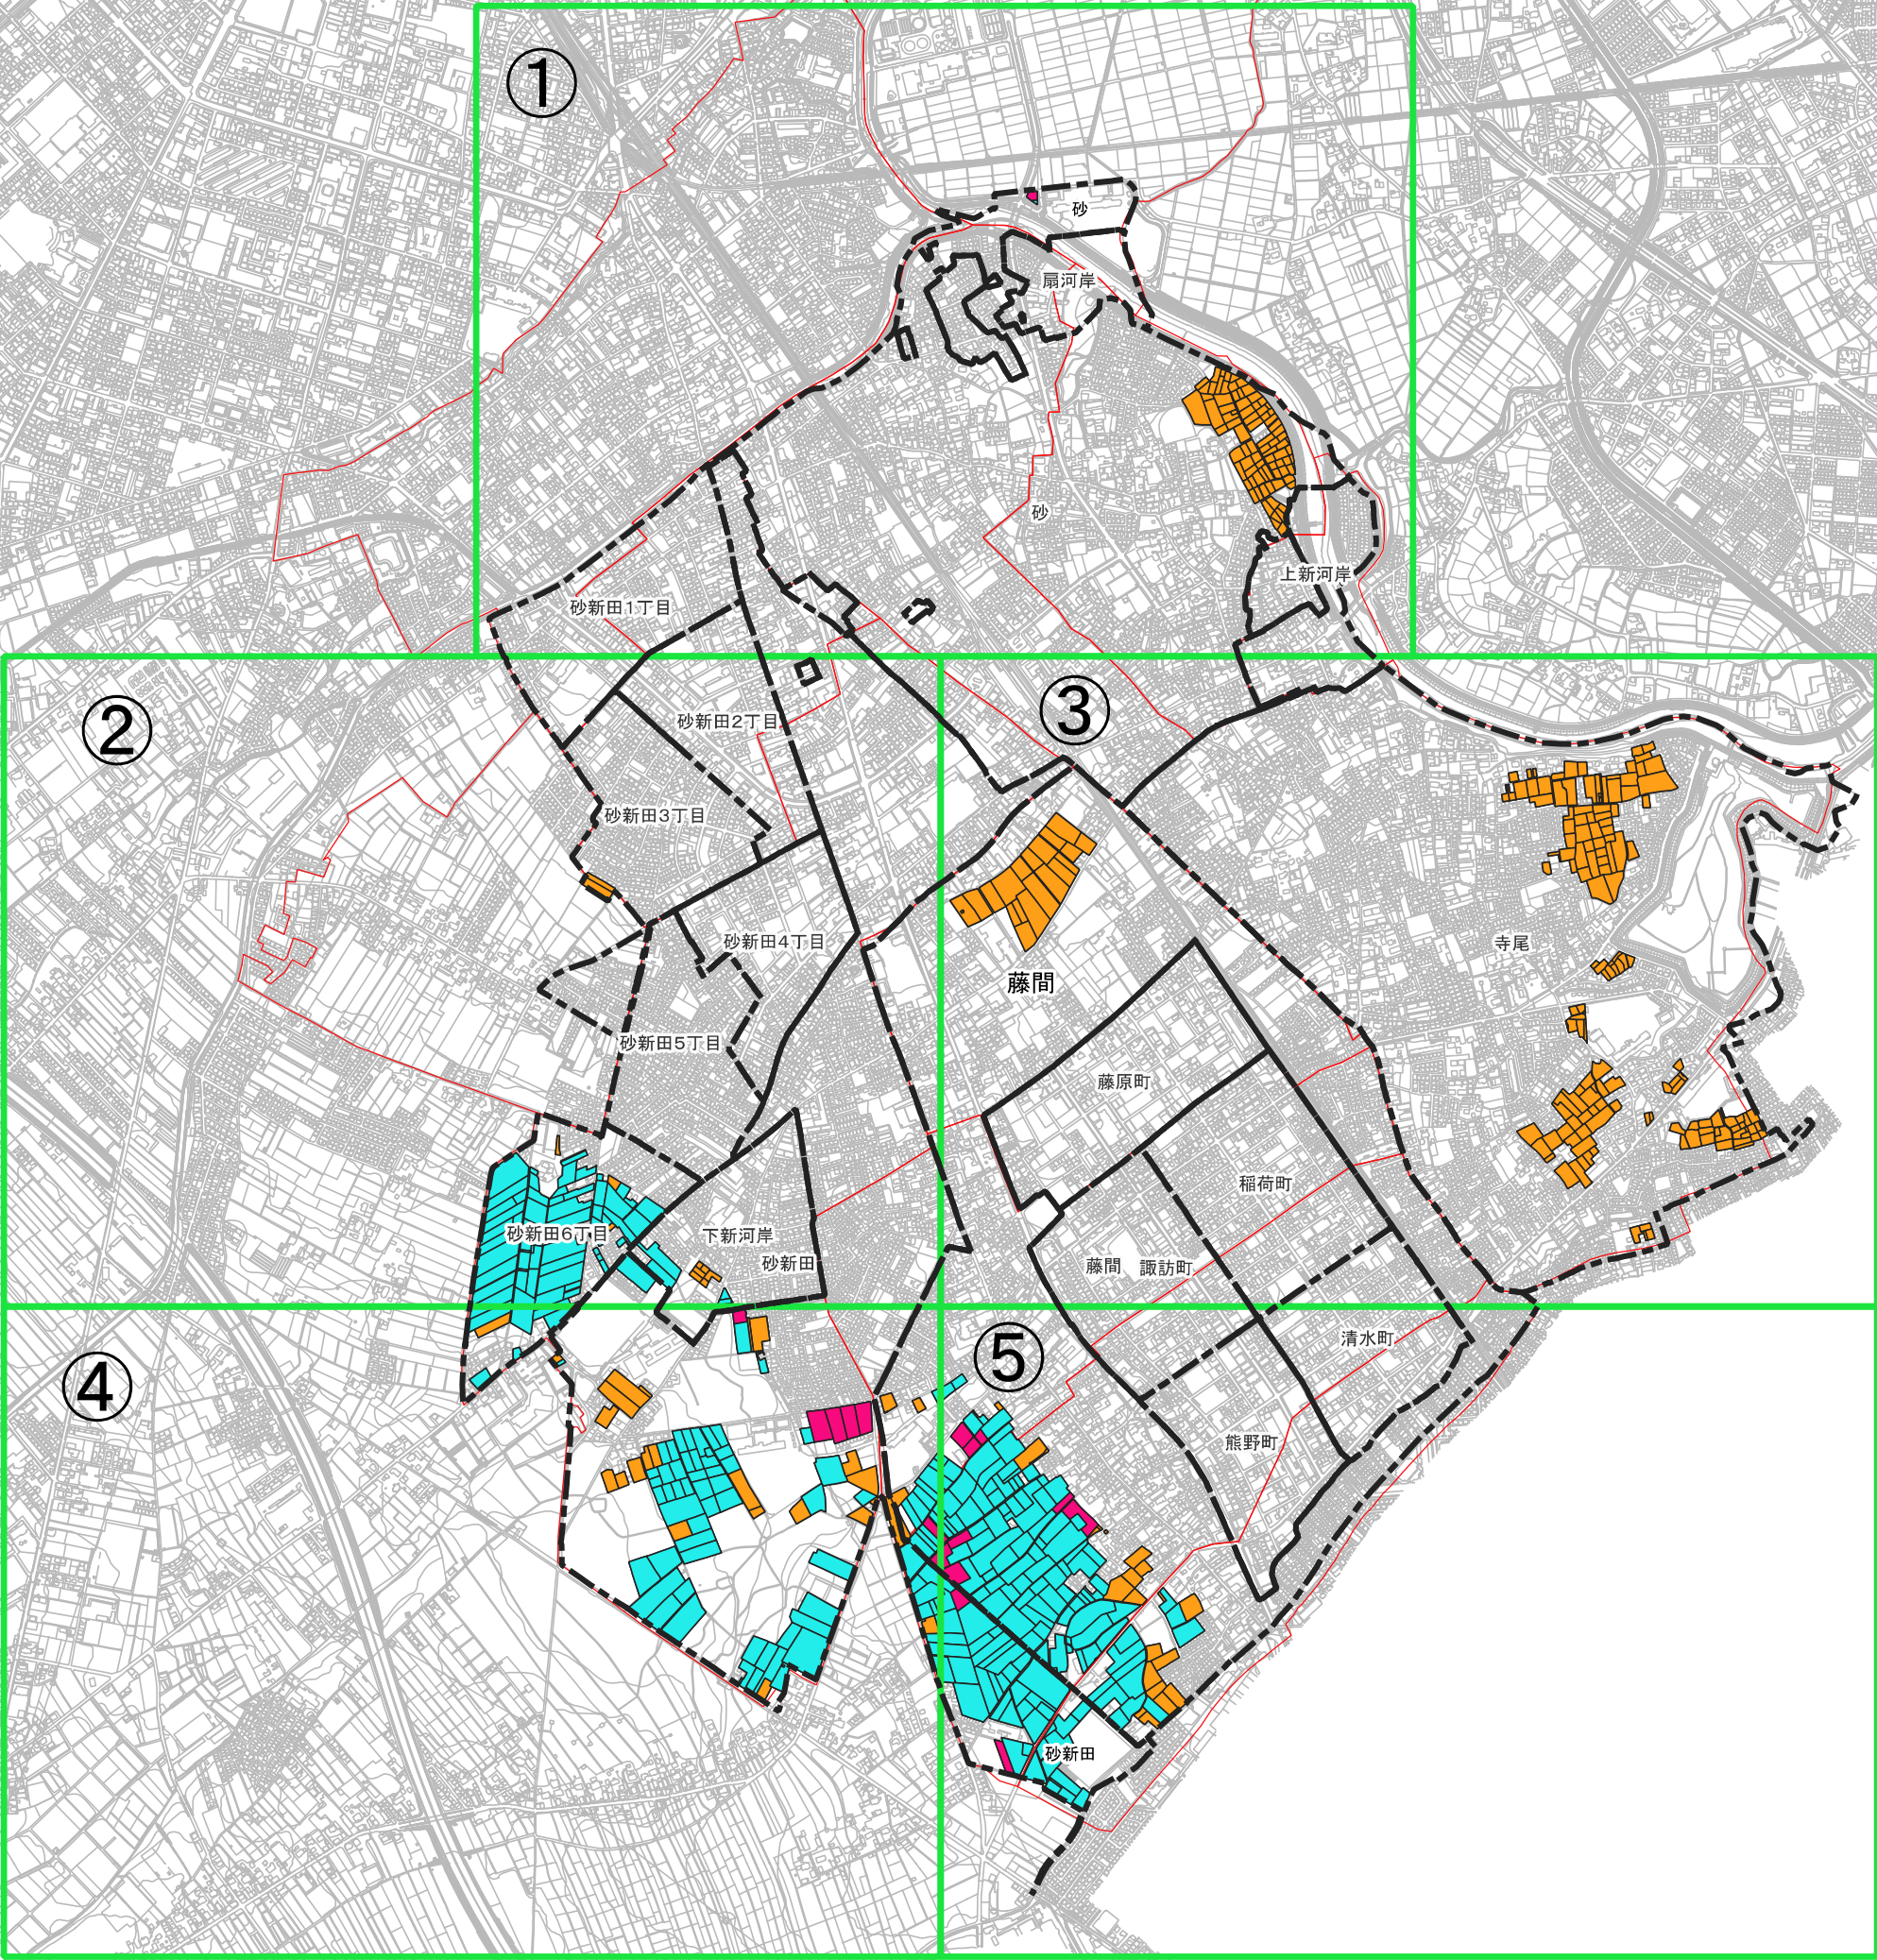 ①
砂
扇河岸
砂
上新河岸
砂新田1丁目
②
③
砂新田2丁目
砂新田3丁目
砂新田4丁目
寺尾
藤間
砂新田5丁目
藤原町
稲荷町
砂新田6丁目
下新河岸
砂新田
藤間
諏訪町
④
⑤
清水町
熊野町
砂新田